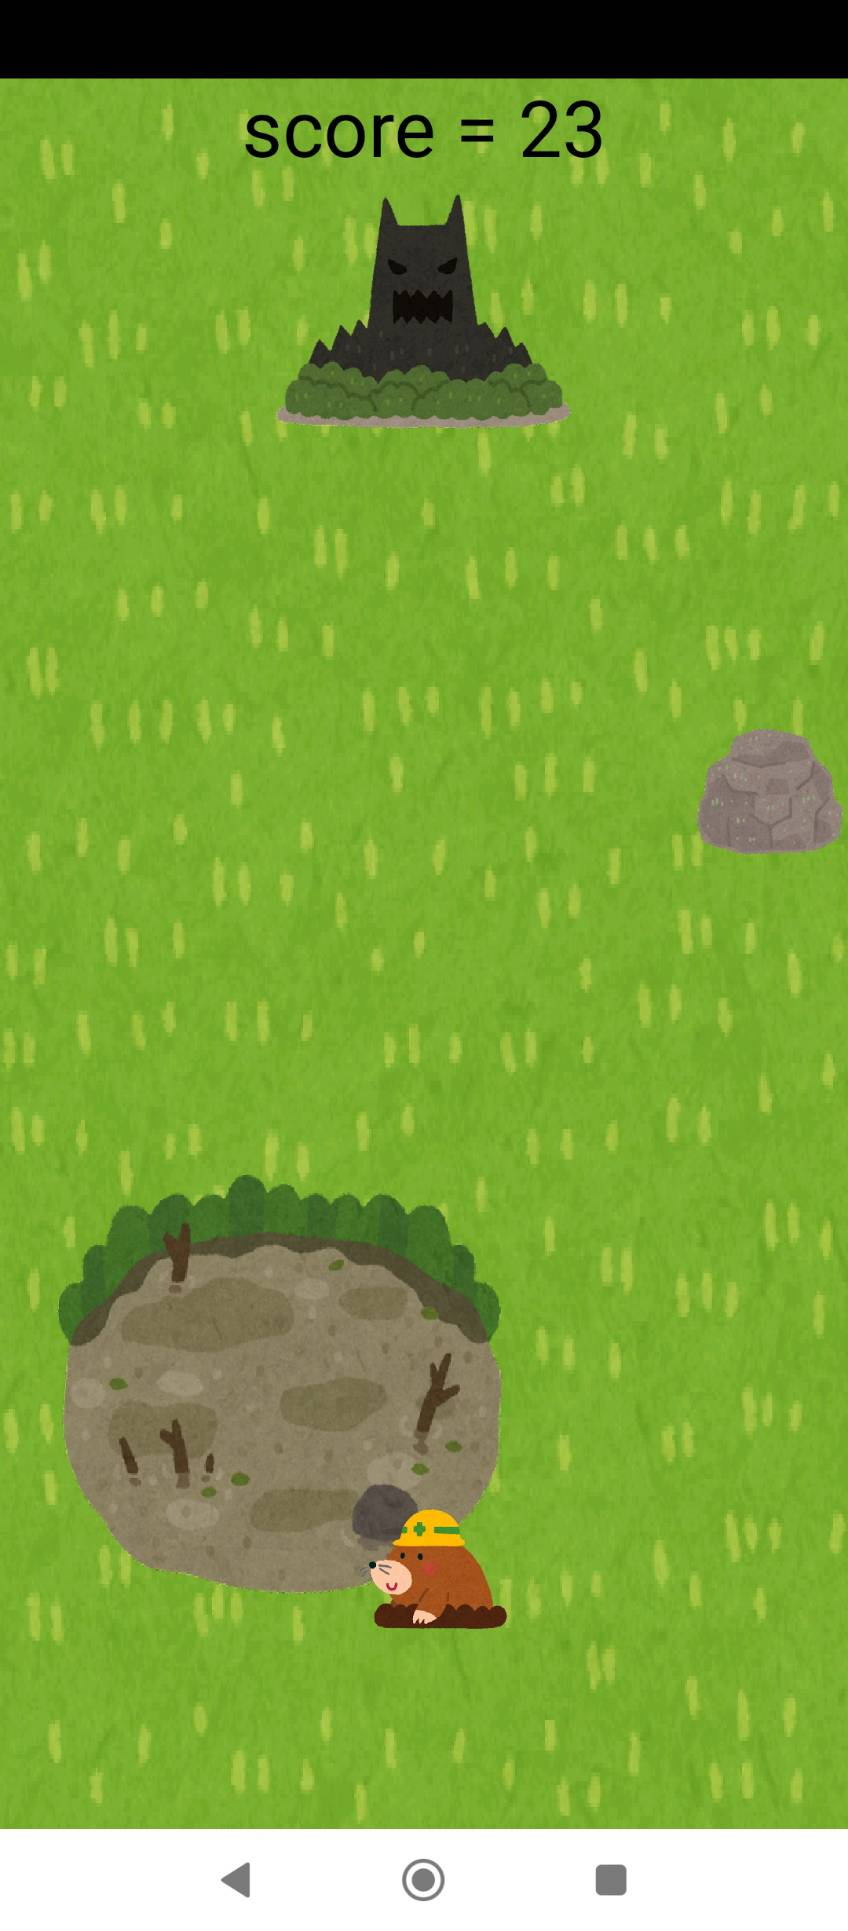 score = 23